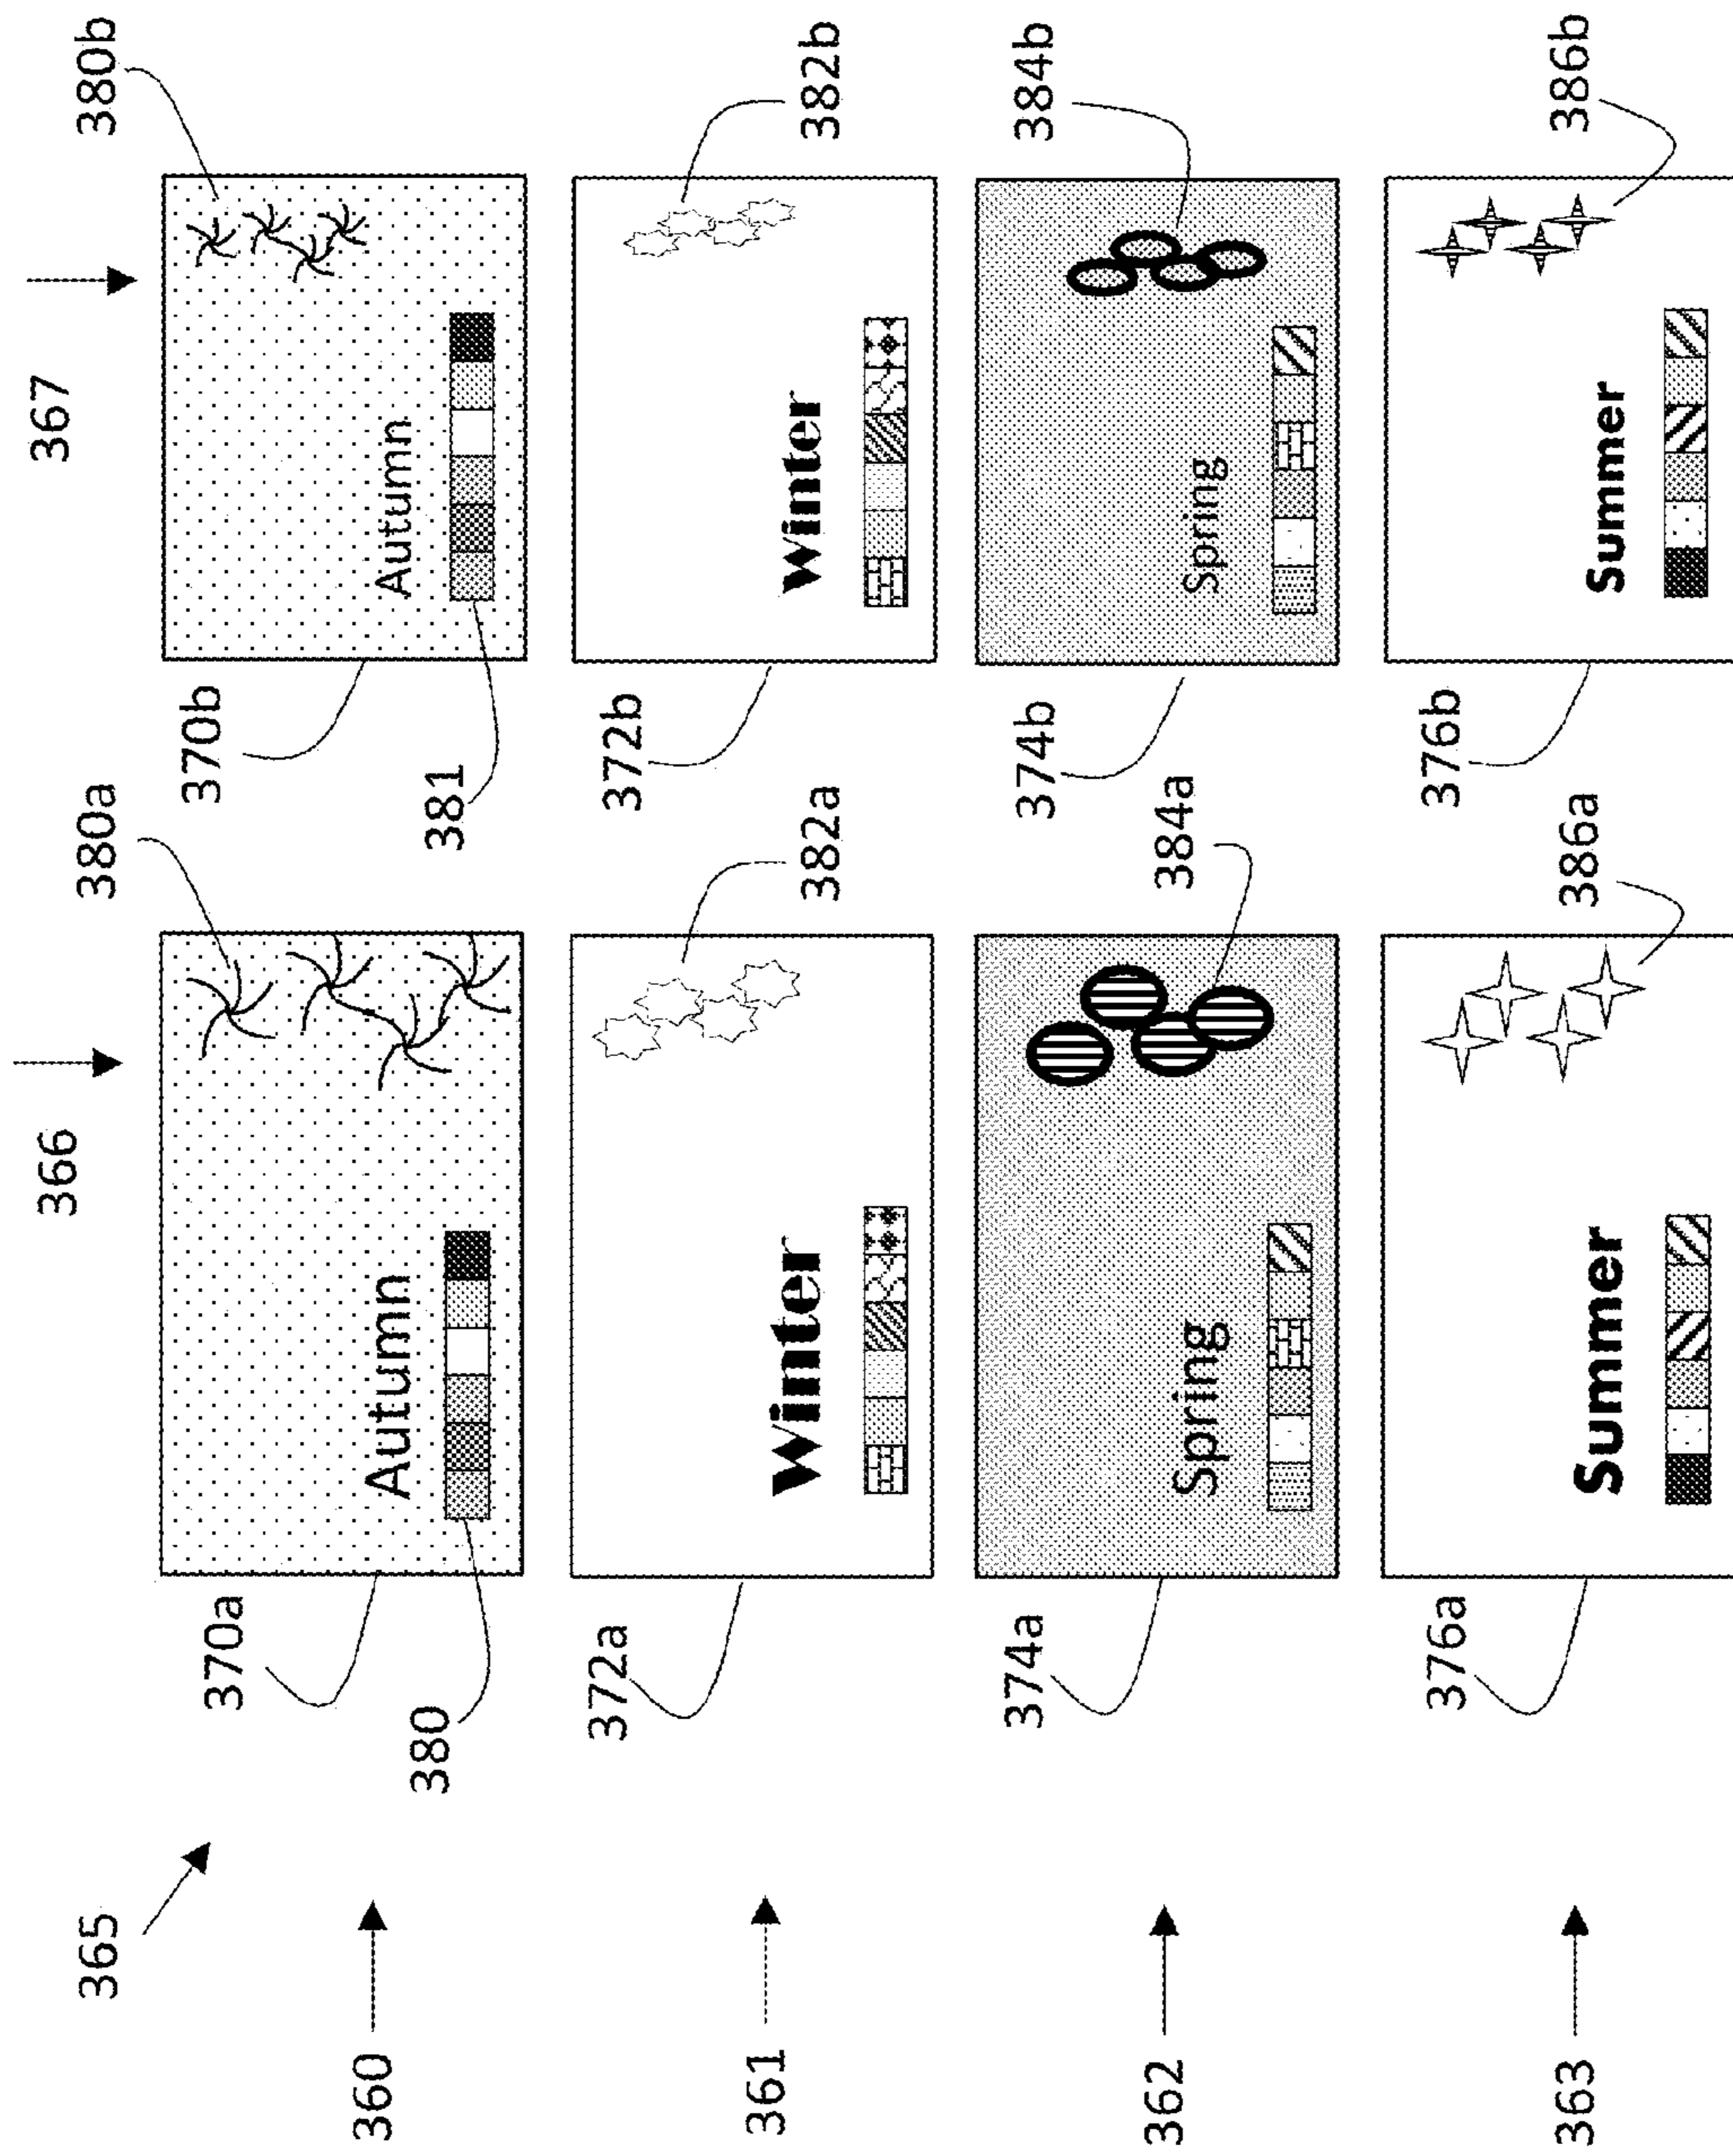 365
366
367
360
370a
380
Autumn
380a
370b
381
Autumn
380b
361
372a
Winter
382a
372b
Winter
382b
362
374a
Spring
384a
374b
Spring
384b
363
376a
Summer
386a
376b
Summer
386b